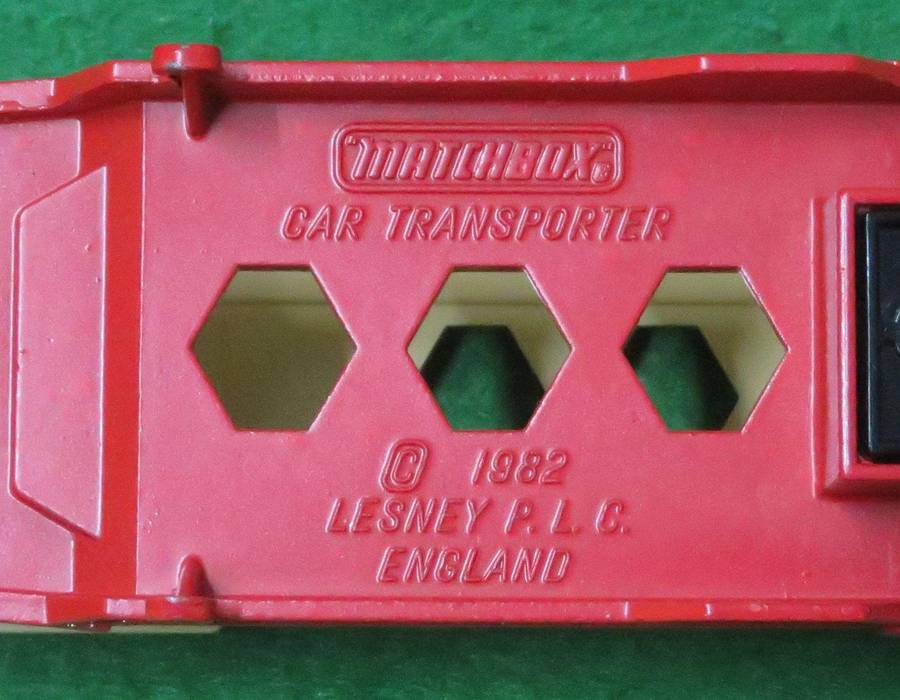 "MATCHBOX"®
CAR TRANSPORTER
© 1982
LESNEY P. L. C.
ENGLAND